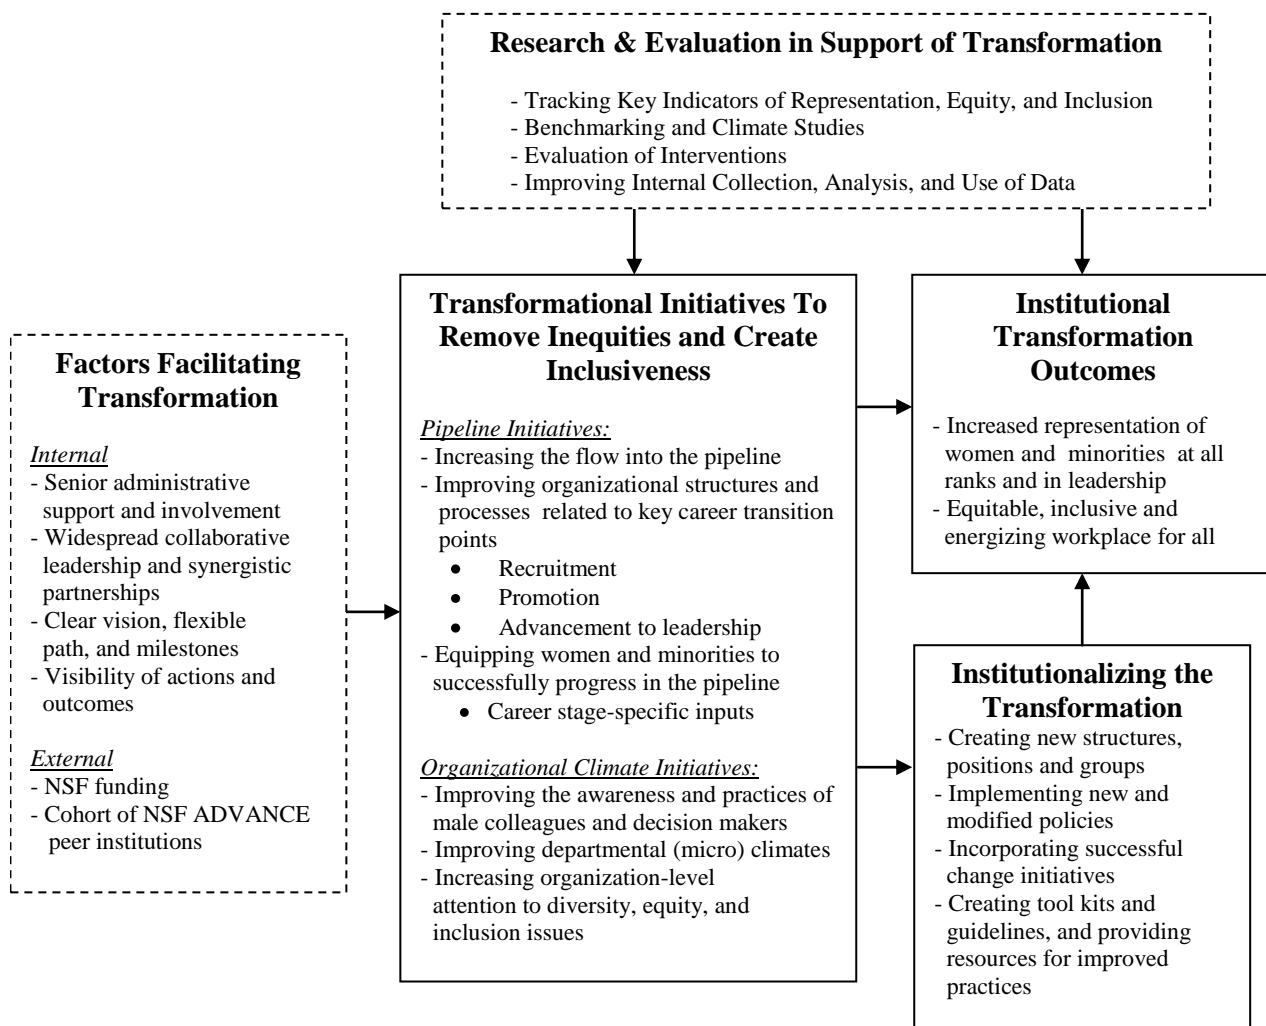 Research & Evaluation in Support of Transformation
- Tracking Key Indicators of Representation, Equity, and Inclusion
- Benchmarking and Climate Studies
- Evaluation of Interventions
- Improving Internal Collection, Analysis, and Use of Data
Factors Facilitating
Transformation
Internal
- Senior administrative
support and involvement
- Widespread collaborative
leadership and synergistic
partnerships
- Clear vision, flexible
path, and milestones
- Visibility of actions and
outcomes
External
- NSF funding
- Cohort of NSF ADVANCE
peer institutions
Transformational Initiatives To
Remove Inequities and Create
Inclusiveness
Pipeline Initiatives:
- Increasing the flow into the pipeline
- Improving organizational structures and
processes related to key career transition
points
• Recruitment
• Promotion
• Advancement to leadership
- Equipping women and minorities to
successfully progress in the pipeline
• Career stage-specific inputs
Organizational Climate Initiatives:
- Improving the awareness and practices of
male colleagues and decision makers
- Improving departmental (micro) climates
- Increasing organization-level
attention to diversity, equity, and
inclusion issues
Institutional
Transformation
Outcomes
- Increased representation of
women and minorities at all
ranks and in leadership
- Equitable, inclusive and
energizing workplace for all
Institutionalizing the
Transformation
- Creating new structures,
positions and groups
- Implementing new and
modified policies
- Incorporating successful
change initiatives
- Creating tool kits and
guidelines, and providing
resources for improved
practices